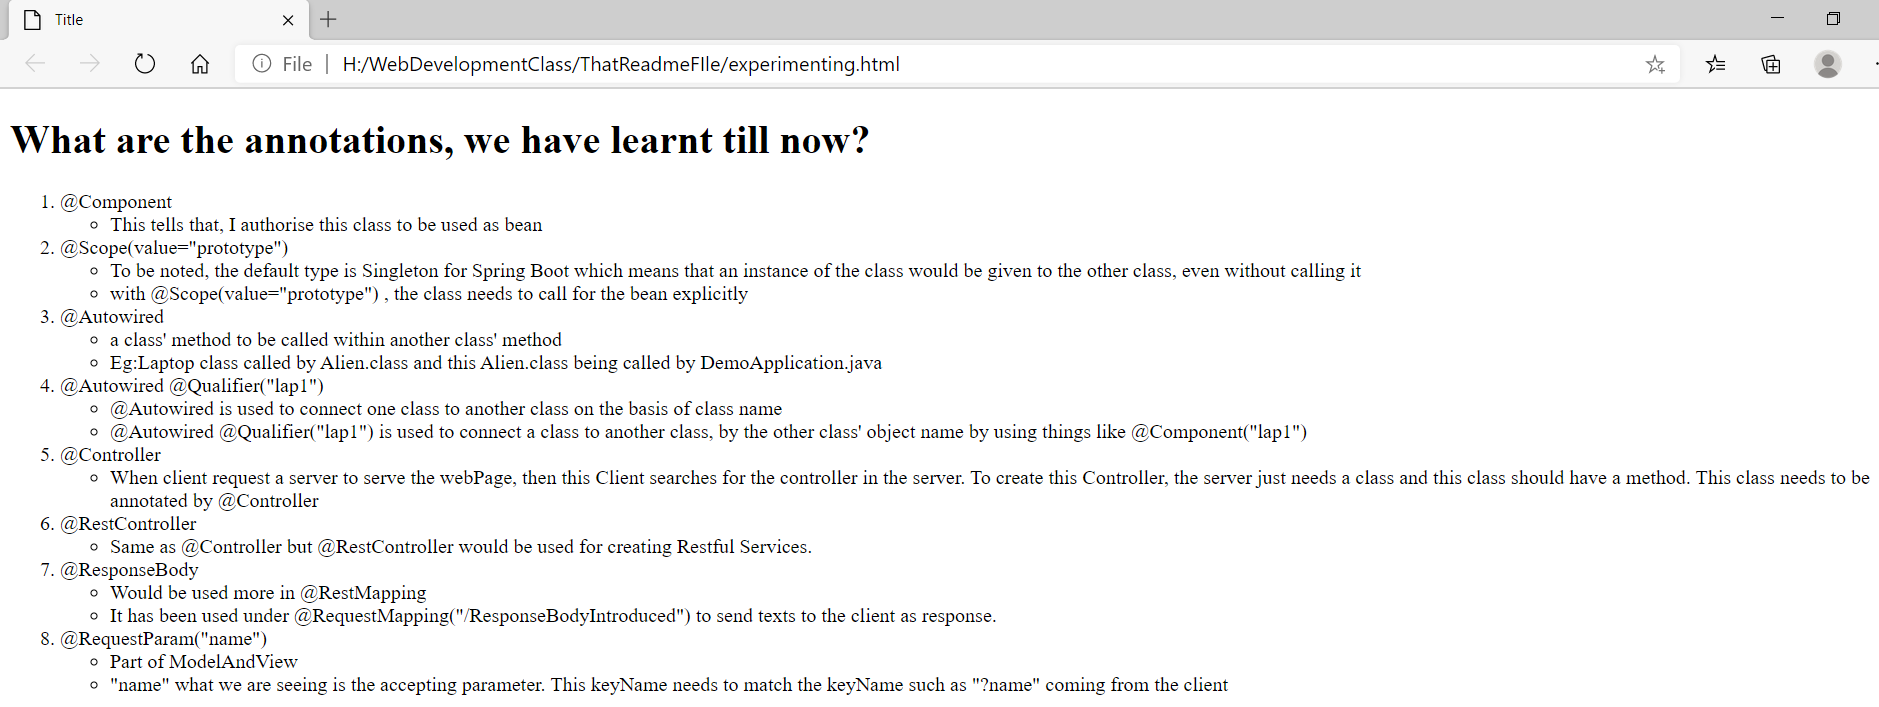 Title
File | H:/WebDevelopmentClass/ThatReadmeFIle/experimenting.html
What are the annotations, we have learnt till now?
1. @Component
This tells that, I authorise this class to be used as bean
2. @Scope(value="prototype")
To be noted, the default type is Singleton for Spring Boot which means that an instance of the class would be given to the other class, even without calling it
with @Scope(value="prototype") , the class needs to call for the bean explicitly
3. @Autowired
a class' method to be called within another class' method
Eg:Laptop class called by Alien.class and this Alien.class being called by DemoApplication.java
4. @Autowired @Qualifier("lap1")
@Autowired is used to connect one class to another class on the basis of class name
@Autowired @Qualifier("lap1") is used to connect a class to another class, by the other class' object name by using things like @Component("lap1")
5. @Controller
When client request a server to serve the webPage, then this Client searches for the controller in the server. To create this Controller, the server just needs a class and this class should have a method. This class needs to be
annotated by @Controller
6. @RestController
Same as @Controller but @RestController would be used for creating Restful Services.
7. @ResponseBody
Would be used more in @RestMapping
It has been used under @RequestMapping("/ResponseBodyIntroduced") to send texts to the client as response.
8. @RequestParam("name")
Part of ModelAndView
"name" what we are seeing is the accepting parameter. This keyName needs to match the keyName such as "?name" coming from the client